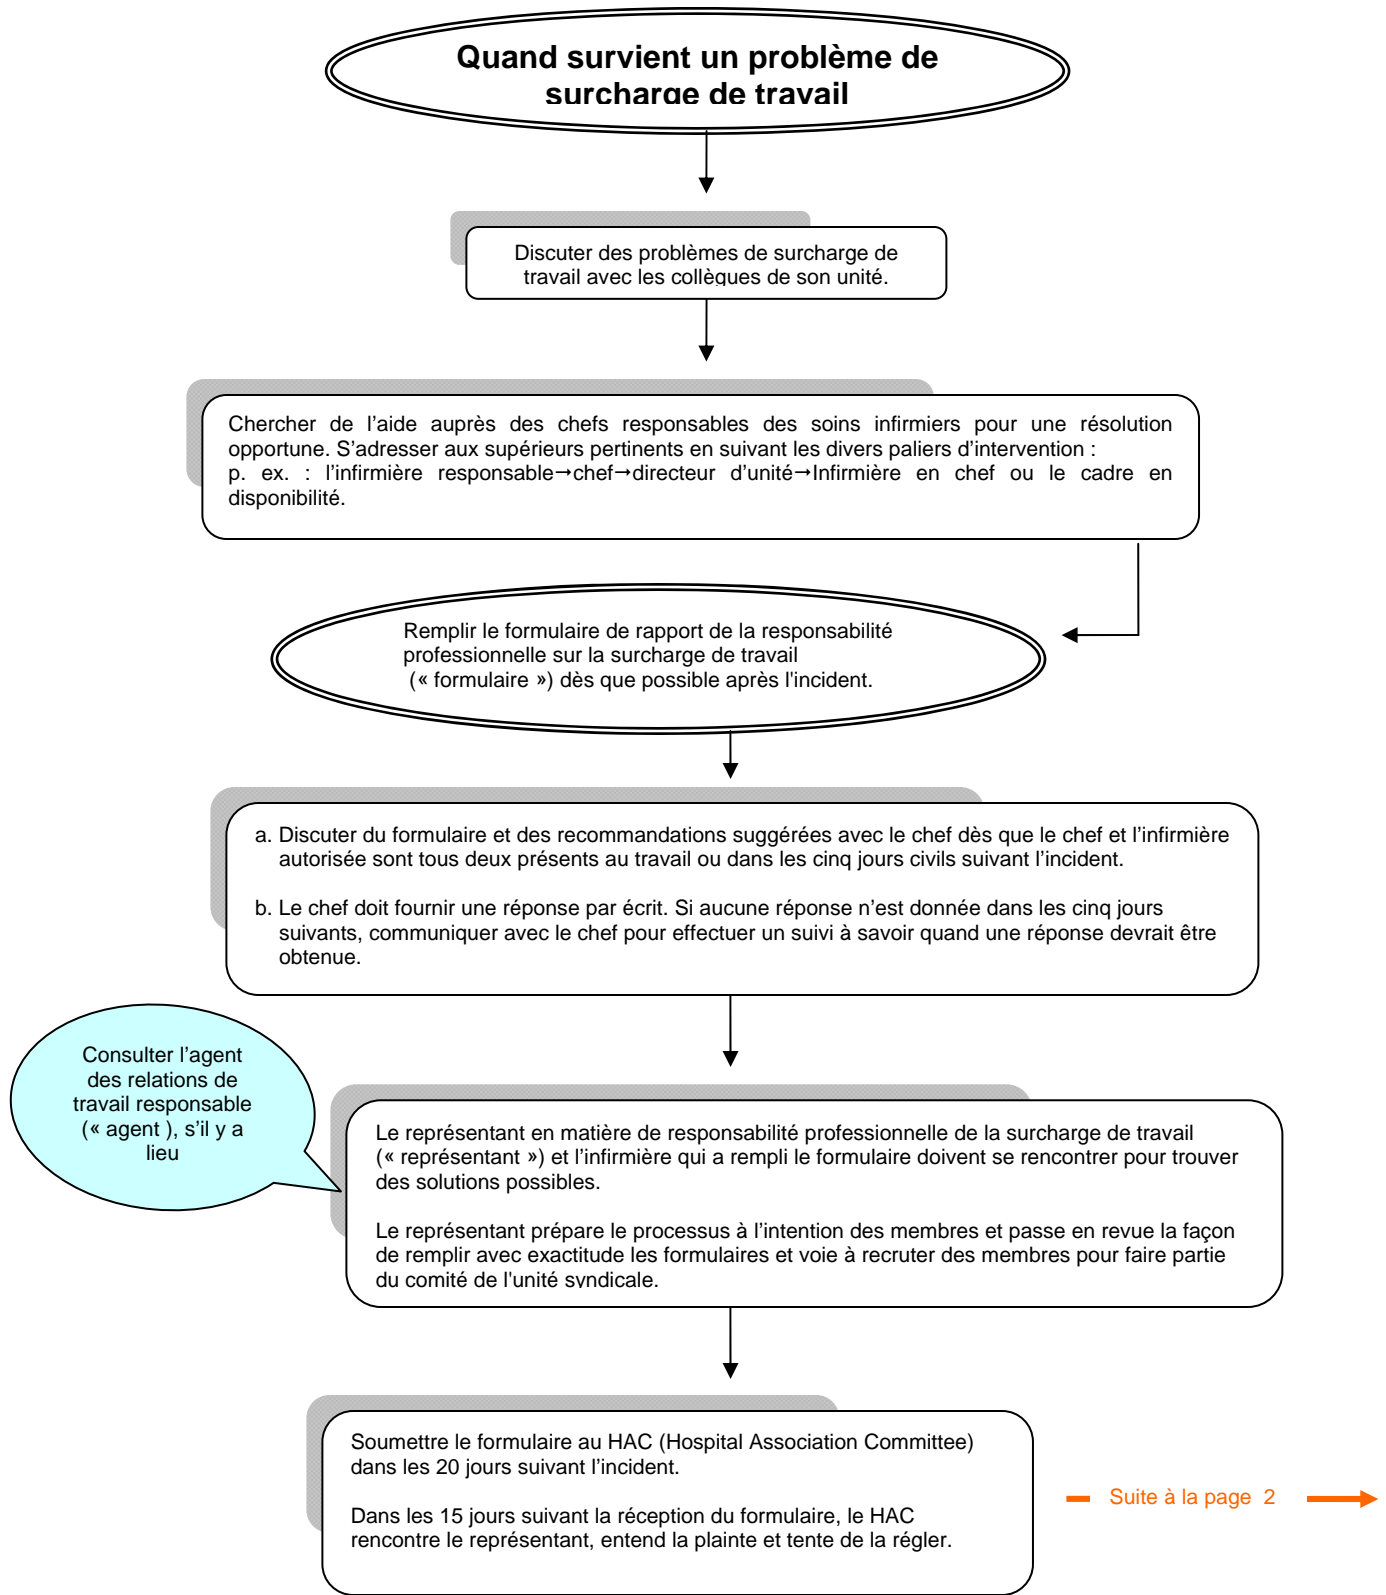 Quand survient un problème de
surcharge de travail
Discuter des problèmes de surcharge de
travail avec les collègues de son unité.
Chercher de l'aide auprès des chefs responsables des soins infirmiers pour une résolution
opportune. S'adresser aux supérieurs pertinents en suivant les divers paliers d'intervention :
p. ex. : l'infirmière responsable→chef→directeur d'unité→Infirmière en chef ou le cadre en
disponibilité.
Remplir le formulaire de rapport de la responsabilité
professionnelle sur la surcharge de travail
(« formulaire ») dès que possible après l'incident.
a. Discuter du formulaire et des recommandations suggérées avec le chef dès que le chef et l'infirmière
autorisée sont tous deux présents au travail ou dans les cinq jours civils suivant l'incident.
b. Le chef doit fournir une réponse par écrit. Si aucune réponse n'est donnée dans les cinq jours
suivants, communiquer avec le chef pour effectuer un suivi à savoir quand une réponse devrait être
obtenue.
Consulter l'agent
des relations de
travail responsable
(« agent ), s'il y a
lieu
Le représentant en matière de responsabilité professionnelle de la surcharge de travail
(« représentant ») et l'infirmière qui a rempli le formulaire doivent se rencontrer pour trouver
des solutions possibles.
Le représentant prépare le processus à l'intention des membres et passe en revue la façon
de remplir avec exactitude les formulaires et voie à recruter des membres pour faire partie
du comité de l'unité syndicale.
Soumettre le formulaire au HAC (Hospital Association Committee)
dans les 20 jours suivant l'incident.
Dans les 15 jours suivant la réception du formulaire, le HAC
rencontre le représentant, entend la plainte et tente de la régler.
Suite à la page 2